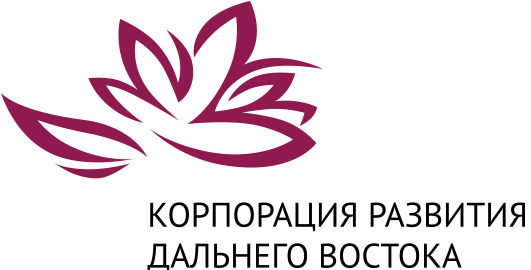 КОРПОРАЦИЯ РАЗВИТИЯ
ДАЛЬНЕГО ВОСТОКА